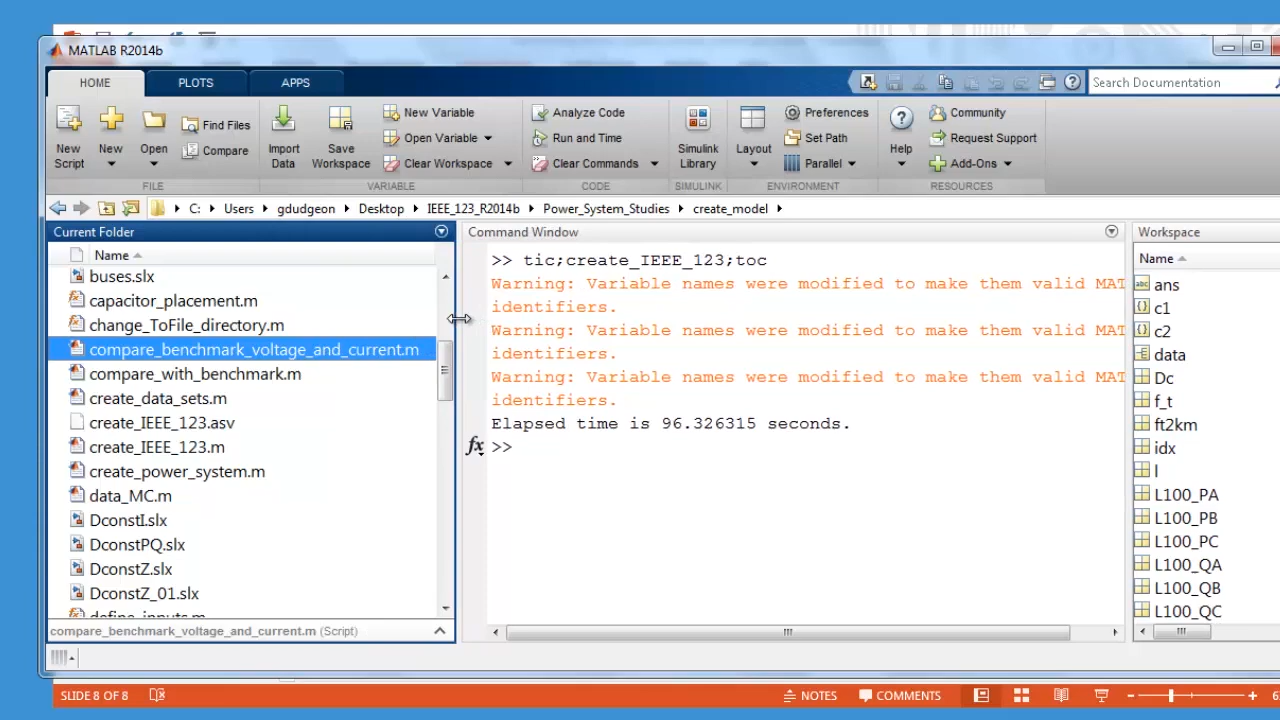 MATLAB R2014b
HOME PLOTS APPS
Search Documentation
New Script
New
Open
Find Files
Compare
Import Data
Save Workspace
New Variable
Open Variable
Clear Workspace
Analyze Code
Run and Time
Clear Commands
Simulink Library
Layout
Preferences
Set Path
Parallel
Help
Community
Request Support
Add-Ons
FILE VARIABLE CODE SIMULINK ENVIRONMENT RESOURCES
C: Users gdudgeon Desktop IEEE_123_R2014b Power_System_Studies create_model
Current Folder
Name
buses.slx
capacitor_placement.m
change_ToFile_directory.m
compare_benchmark_voltage_and_current.m
compare_with_benchmark.m
create_data_sets.m
create_IEEE_123.asv
create_IEEE_123.m
create_power_system.m
data_MC.m
DconstI.slx
DconstPQ.slx
DconstZ.slx
DconstZ_01.slx
define_inputs.m
compare_benchmark_voltage_and_current.m (Script)
Command Window
>> tic;create_IEEE_123;toc
Warning: Variable names were modified to make them valid MAT
identifiers.
Warning: Variable names were modified to make them valid MAT
identifiers.
Warning: Variable names were modified to make them valid MAT
identifiers.
Elapsed time is 96.326315 seconds.
fx >>
Workspace
Name
ans
c1
c2
data
Dc
f_t
ft2km
idx
l
L100_PA
L100_PB
L100_PC
L100_QA
L100_QB
L100_QC
SLIDE 8 OF 8 NOTES COMMENTS